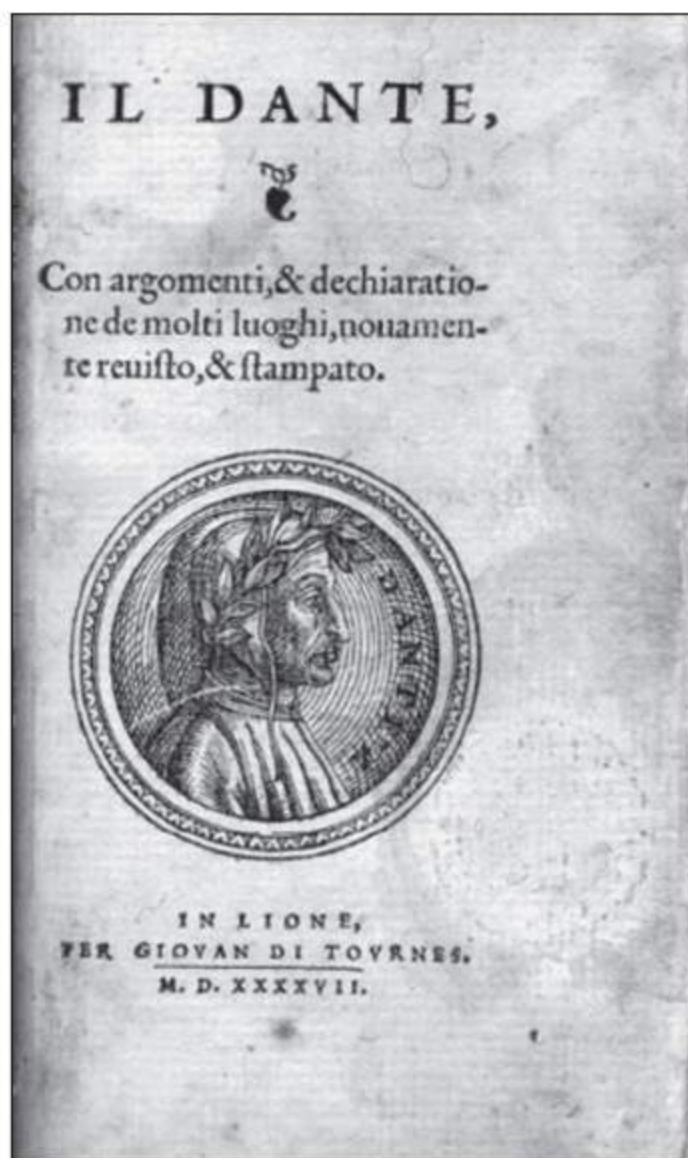 IL DANTE,
Con argomenti, & dechiaratio-
ne de molti luoghi, nouamen-
te reuiſto, & ſtampato.
IN LIONE,
PER GIOVAN DI TOVRNES.
M. D. XXXXVII.